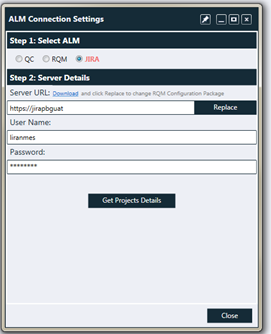 ALM Connection Settings
Step 1: Select ALM
QC RQM JIRA
Step 2: Server Details
Server URL: Download and click Replace to change RQM Configuration Package
https://jirapbguat Replace
User Name:
liranmes
Password:
********
Get Projects Details
Close